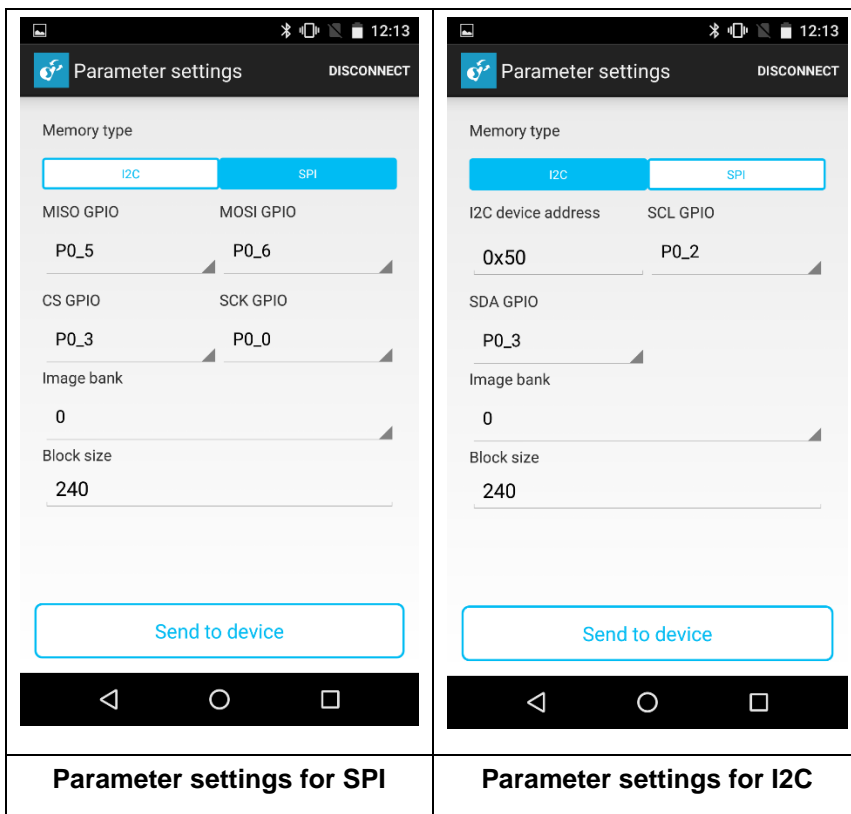 12:13
Parameter settings DISCONNECT
Memory type
I2C SPI
MISO GPIO MOSI GPIO
P0_5 P0_6
CS GPIO SCK GPIO
P0_3 P0_0
Image bank
0
Block size
240
Send to device
Parameter settings for SPI
12:13
Parameter settings DISCONNECT
Memory type
I2C SPI
I2C device address SCL GPIO
0x50 P0_2
SDA GPIO
P0_3
Image bank
0
Block size
240
Send to device
Parameter settings for I2C